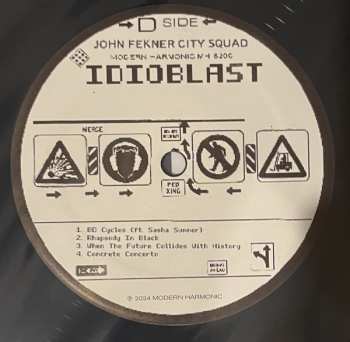 D SIDE
JOHN FEKNER CITY SQUAD
MODERN HARMONIC MH-8200
IDIOBLAST
MERGE
PED
XING
1. BO Cycles (ft. Sasha Sumner)
2. Rhapsody In Black
3. When The Future Collides With History
4. Concrete Concerto
℗ 2024 MODERN HARMONIC